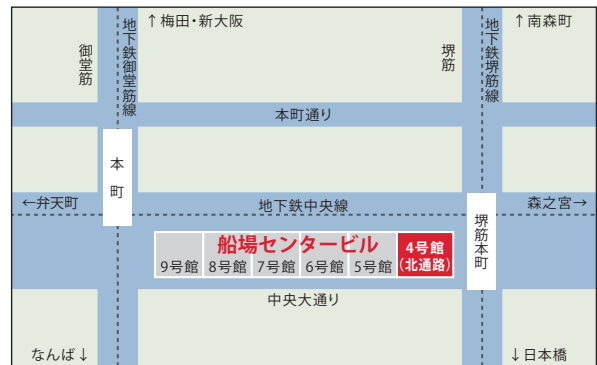 ↑梅田・新大阪
↑南森町
御堂筋
地下鉄御堂筋線
堺筋
地下鉄堺筋線
本町通り
本町
←弁天町
地下鉄中央線
森之宮→
堺筋本町
船場センタービル
9号館
8号館
7号館
6号館
5号館
4号館
(北通路)
中央大通り
なんば↓
↓日本橋